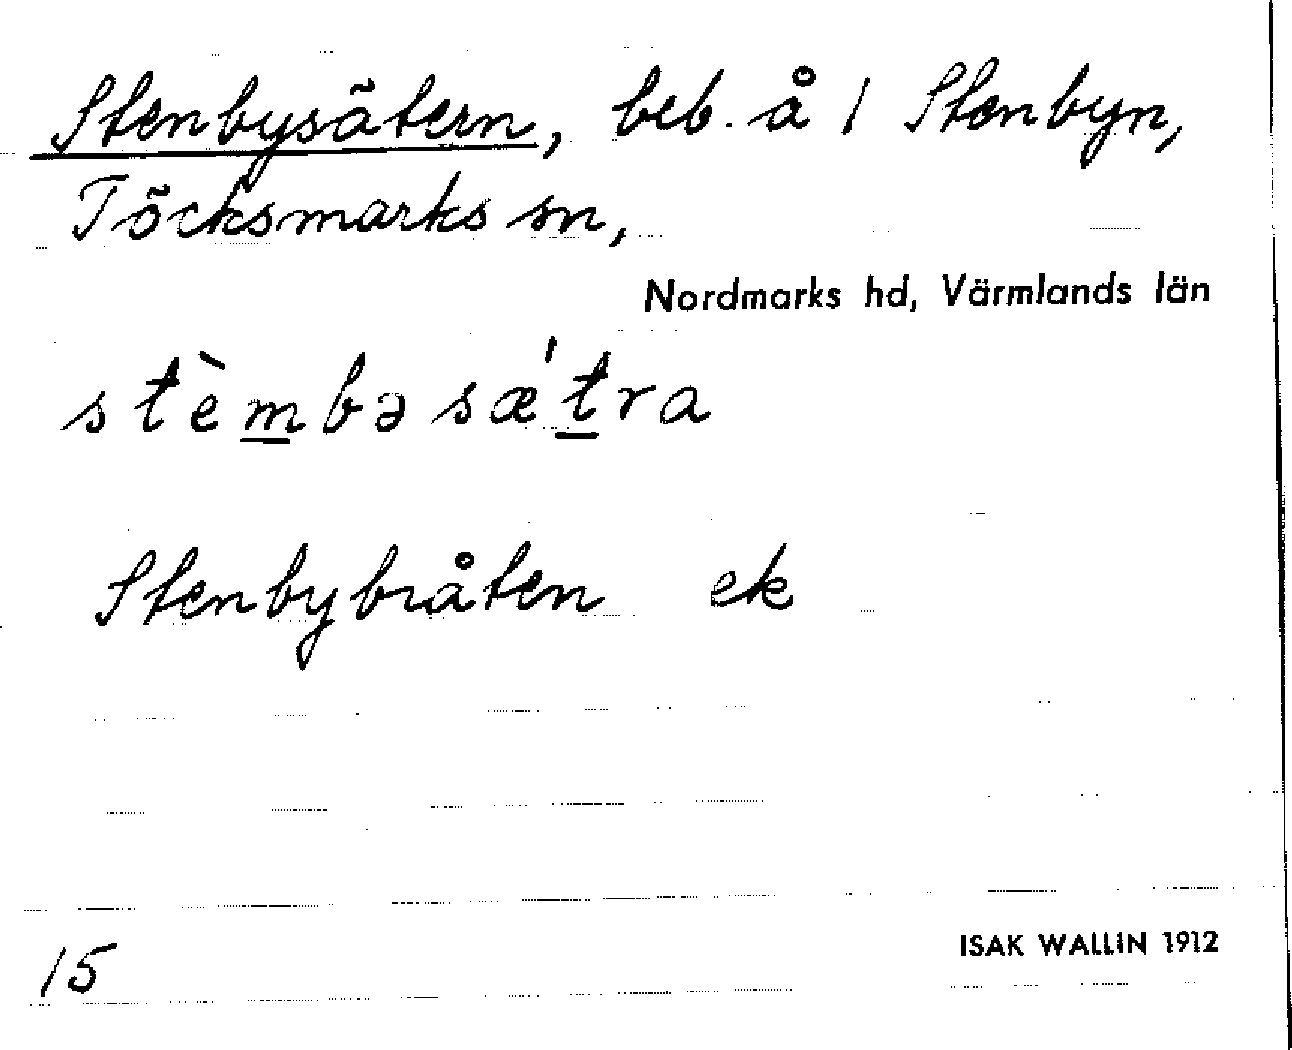 Stenbysätern, beb. å 1 Stenbyn,
Töcksmarks sn,
Nordmarks hd, Värmlands län
stèmbəsæ'tra
Stenbybråten ek
15
ISAK WALLIN 1912